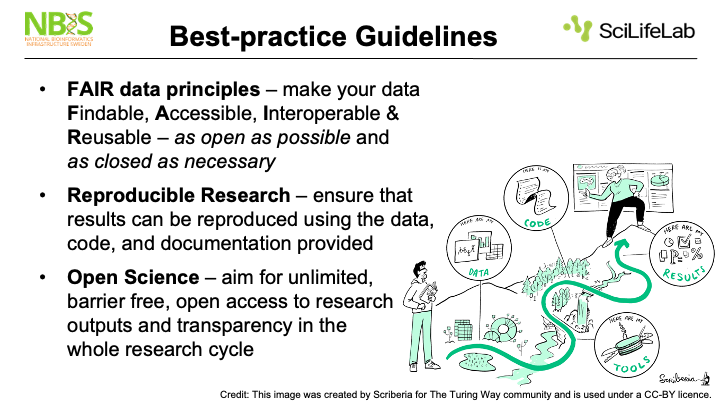 NBIS
NATIONAL BIOINFORMATICS
INFRASTRUCTURE SWEDEN
Best-practice Guidelines
SciLifeLab
• FAIR data principles – make your data
Findable, Accessible, Interoperable &
Reusable – as open as possible and
as closed as necessary
• Reproducible Research – ensure that
results can be reproduced using the data,
code, and documentation provided
• Open Science – aim for unlimited,
barrier free, open access to research
outputs and transparency in the
whole research cycle
HERE ARE MY
DATA
HERE IS MY
CODE
HERE ARE MY
RESULTS
HERE ARE MY
TOOLS
Scriberia
Credit: This image was created by Scriberia for The Turing Way community and is used under a CC-BY licence.